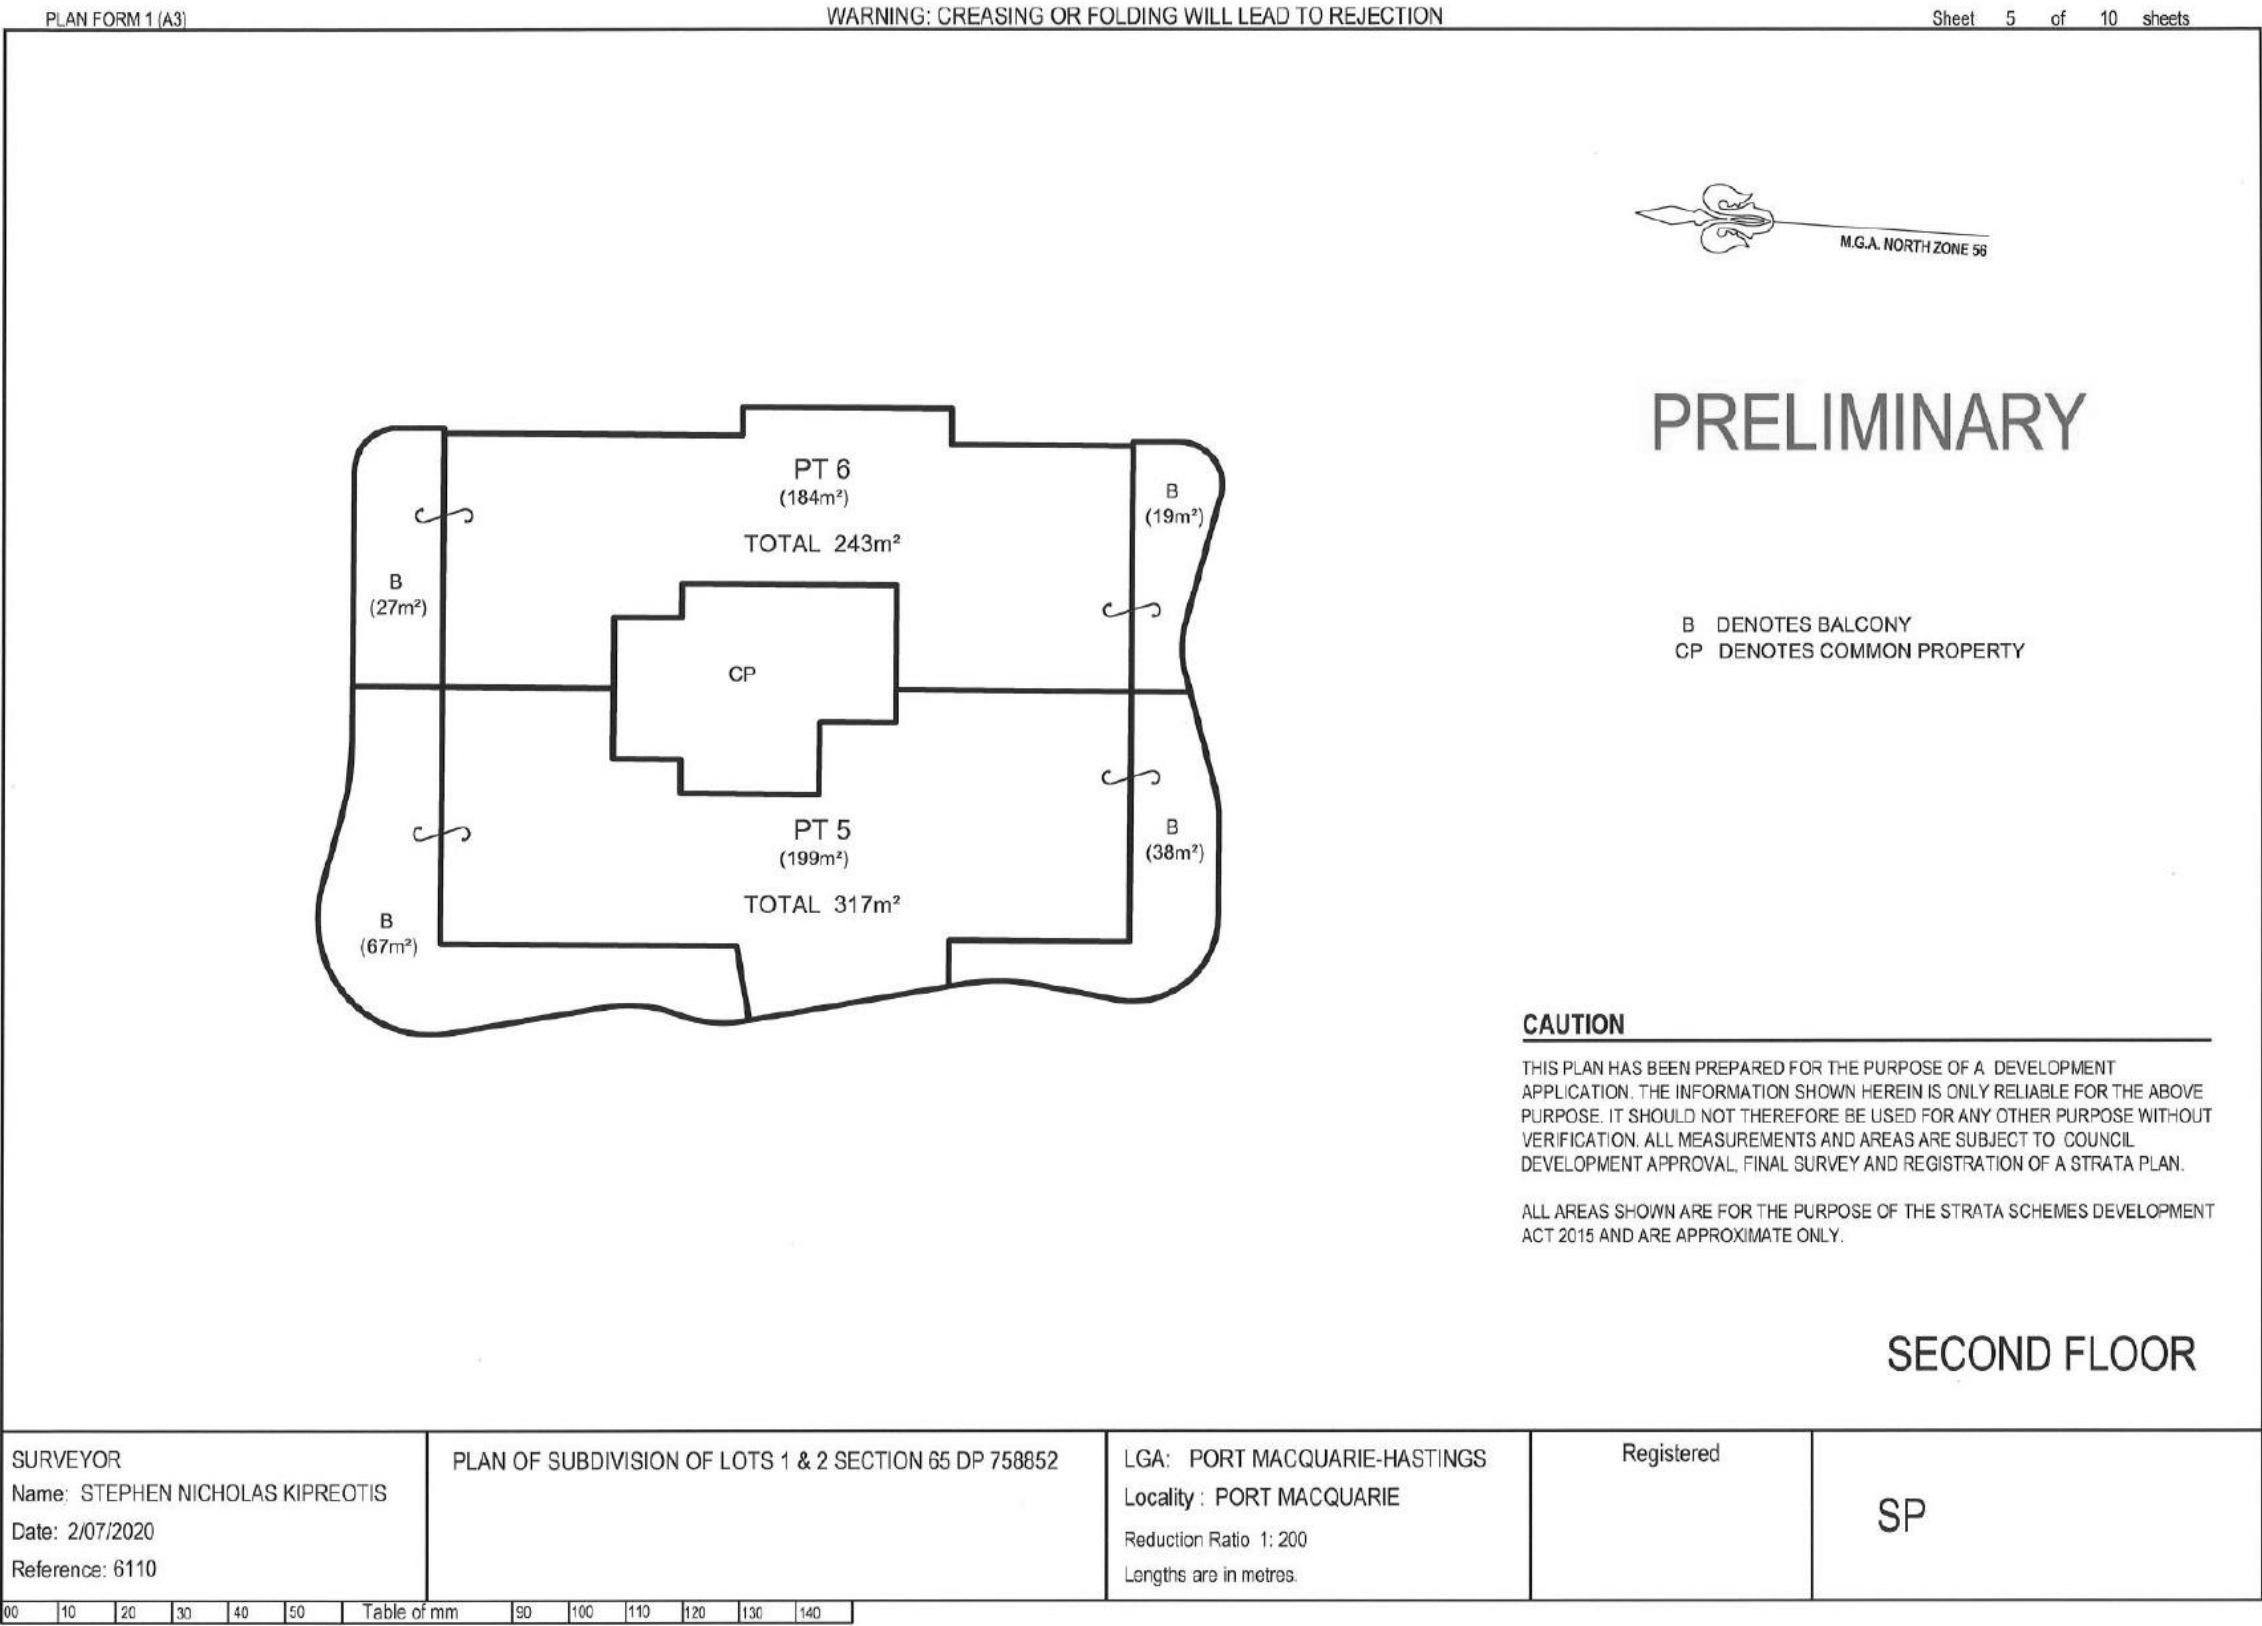 PLAN FORM 1 (A3)
WARNING: CREASING OR FOLDING WILL LEAD TO REJECTION
Sheet 5 of 10 sheets
M.G.A. NORTH ZONE 56
PRELIMINARY
PT 6
(184m²)
TOTAL 243m²
B
(19m²)
B
(27m²)
B DENOTES BALCONY
CP DENOTES COMMON PROPERTY
CP
PT 5
(199m²)
TOTAL 317m²
B
(38m²)
B
(67m²)
CAUTION
THIS PLAN HAS BEEN PREPARED FOR THE PURPOSE OF A DEVELOPMENT
APPLICATION. THE INFORMATION SHOWN HEREIN IS ONLY RELIABLE FOR THE ABOVE
PURPOSE. IT SHOULD NOT THEREFORE BE USED FOR ANY OTHER PURPOSE WITHOUT
VERIFICATION. ALL MEASUREMENTS AND AREAS ARE SUBJECT TO COUNCIL
DEVELOPMENT APPROVAL, FINAL SURVEY AND REGISTRATION OF A STRATA PLAN.
ALL AREAS SHOWN ARE FOR THE PURPOSE OF THE STRATA SCHEMES DEVELOPMENT
ACT 2015 AND ARE APPROXIMATE ONLY.
SECOND FLOOR
SURVEYOR
Name: STEPHEN NICHOLAS KIPREOTIS
Date: 2/07/2020
Reference: 6110
PLAN OF SUBDIVISION OF LOTS 1 & 2 SECTION 65 DP 758852
LGA: PORT MACQUARIE-HASTINGS
Locality : PORT MACQUARIE
Reduction Ratio 1: 200
Lengths are in metres.
Registered
SP
00 10 20 30 40 50 Table of mm 90 100 110 120 130 140